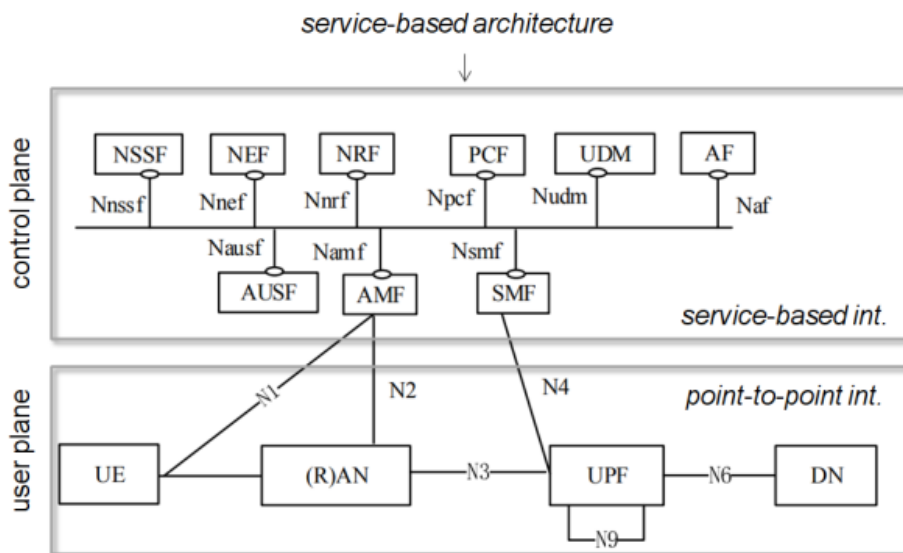 service-based architecture
control plane
NSSF NEF NRF PCF UDM AF
Nnssf Nnef Nnrf Npcf Nudm Naf
Nausf Namf Nsmf
AUSF AMF SMF
service-based int.
user plane
N1 N2 N4 point-to-point int.
UE (R)AN N3 UPF N6 DN
N9